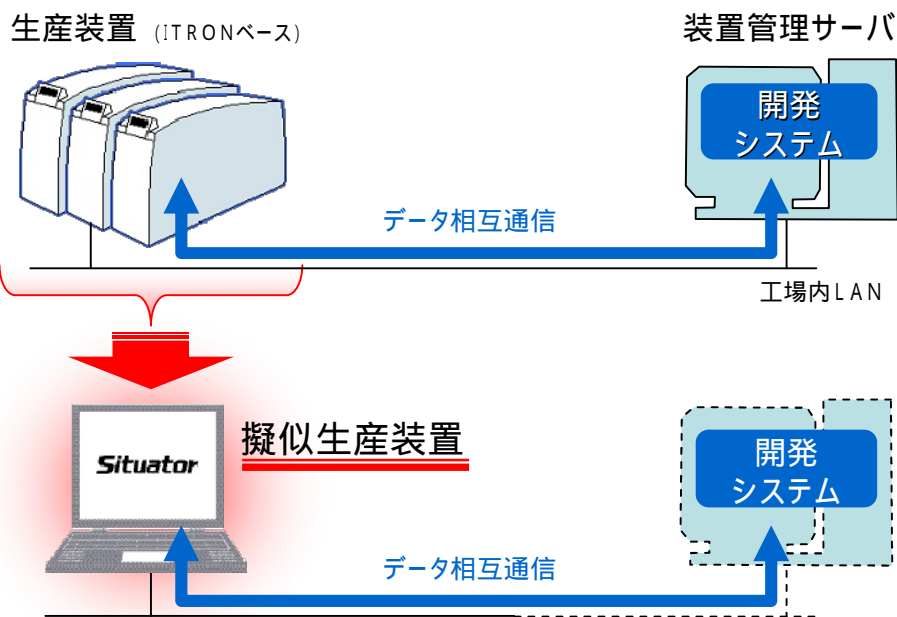 生産装置 (ITRONベース)
装置管理サーバ
開発
システム
データ相互通信
工場内LAN
Situator
擬似生産装置
開発
システム
データ相互通信